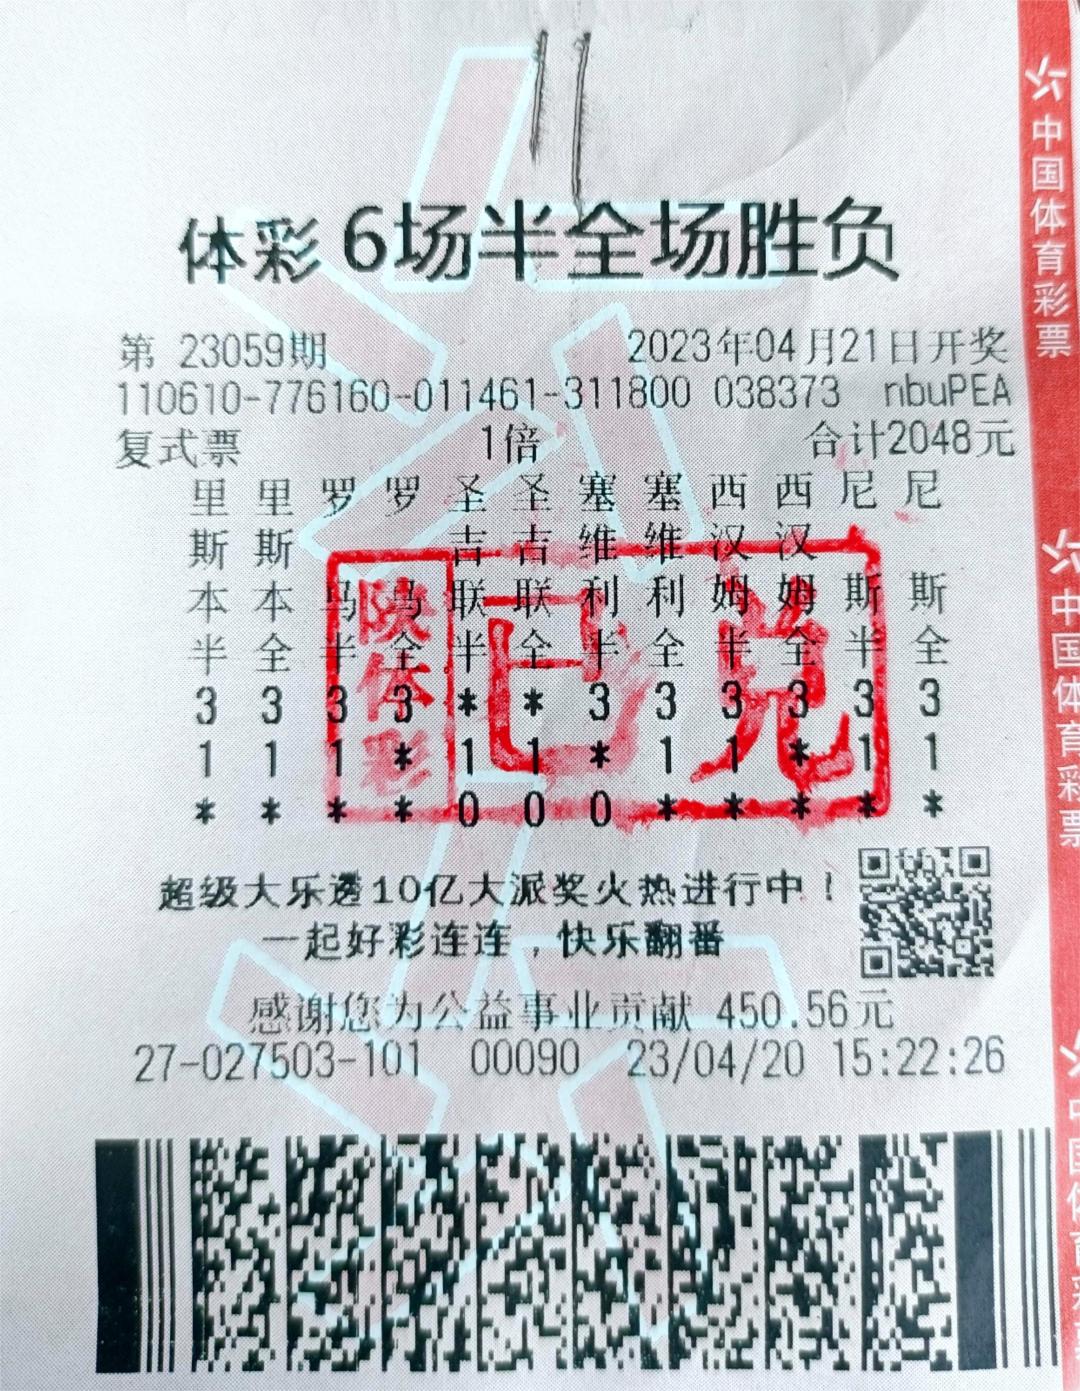 体彩 6场半全场胜负
第 23059期 2023年04月21日开奖
110610-776160-011461-311800 038373 nbuPEA
复式票 1倍 合计2048元
里 里 罗 罗 圣 圣 塞 塞 西 西 尼 尼
斯 斯 吉 吉 维 维 汉 汉
本 本 马 马 联 联 利 利 姆 姆 斯 斯
半 全 半 全 半 全 半 全 半 全 半 全
3 3 3 3 * * 3 3 3 3 3 3
1 1 1 * 1 1 * 1 1 * 1 1
* * * * 0 0 0 * * * * *
陕体彩
已兑
超级大乐透10亿大派奖火热进行中！
一起好彩连连，快乐翻番
感谢您为公益事业贡献 450.56元
27-027503-101 00090 23/04/20 15:22:26
中国体育彩票
中国体育彩票
中国体育彩